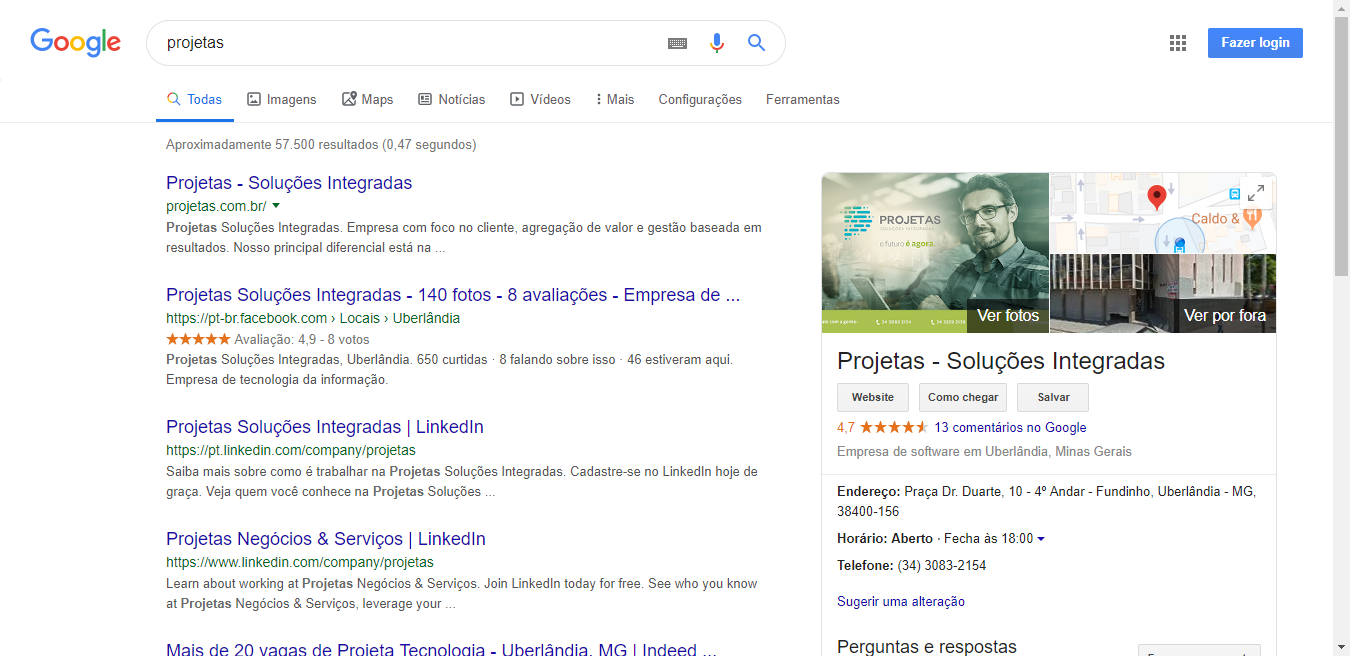 Google
projetas
Fazer login
Todas
Imagens
Maps
Notícias
Vídeos
Mais
Configurações
Ferramentas
Aproximadamente 57.500 resultados (0,47 segundos)
Projetas - Soluções Integradas
projetas.com.br/
Projetas Soluções Integradas. Empresa com foco no cliente, agregação de valor e gestão baseada em
resultados. Nosso principal diferencial está na ...
Projetas Soluções Integradas - 140 fotos - 8 avaliações - Empresa de ...
https://pt-br.facebook.com › Locais › Uberlândia
Avaliação: 4,9 - 8 votos
Projetas Soluções Integradas, Uberlândia. 650 curtidas · 8 falando sobre isso · 46 estiveram aqui.
Empresa de tecnologia da informação.
Projetas Soluções Integradas | LinkedIn
https://pt.linkedin.com/company/projetas
Saiba mais sobre como é trabalhar na Projetas Soluções Integradas. Cadastre-se no LinkedIn hoje de
graça. Veja quem você conhece na Projetas Soluções ...
Projetas Negócios & Serviços | LinkedIn
https://www.linkedin.com/company/projetas
Learn about working at Projetas Negócios & Serviços. Join LinkedIn today for free. See who you know
at Projetas Negócios & Serviços, leverage your ...
Mais de 20 vagas de Projeta Tecnologia - Uberlândia, MG | Indeed ...
PROJETAS
SOLUÇÕES INTEGRADAS
o futuro é agora.
34 3083 2154
Ver fotos
Caldo &
Ver por fora
Projetas - Soluções Integradas
Website
Como chegar
Salvar
4,7
13 comentários no Google
Empresa de software em Uberlândia, Minas Gerais
Endereço: Praça Dr. Duarte, 10 - 4º Andar - Fundinho, Uberlândia - MG,
38400-156
Horário: Aberto · Fecha às 18:00
Telefone: (34) 3083-2154
Sugerir uma alteração
Perguntas e respostas